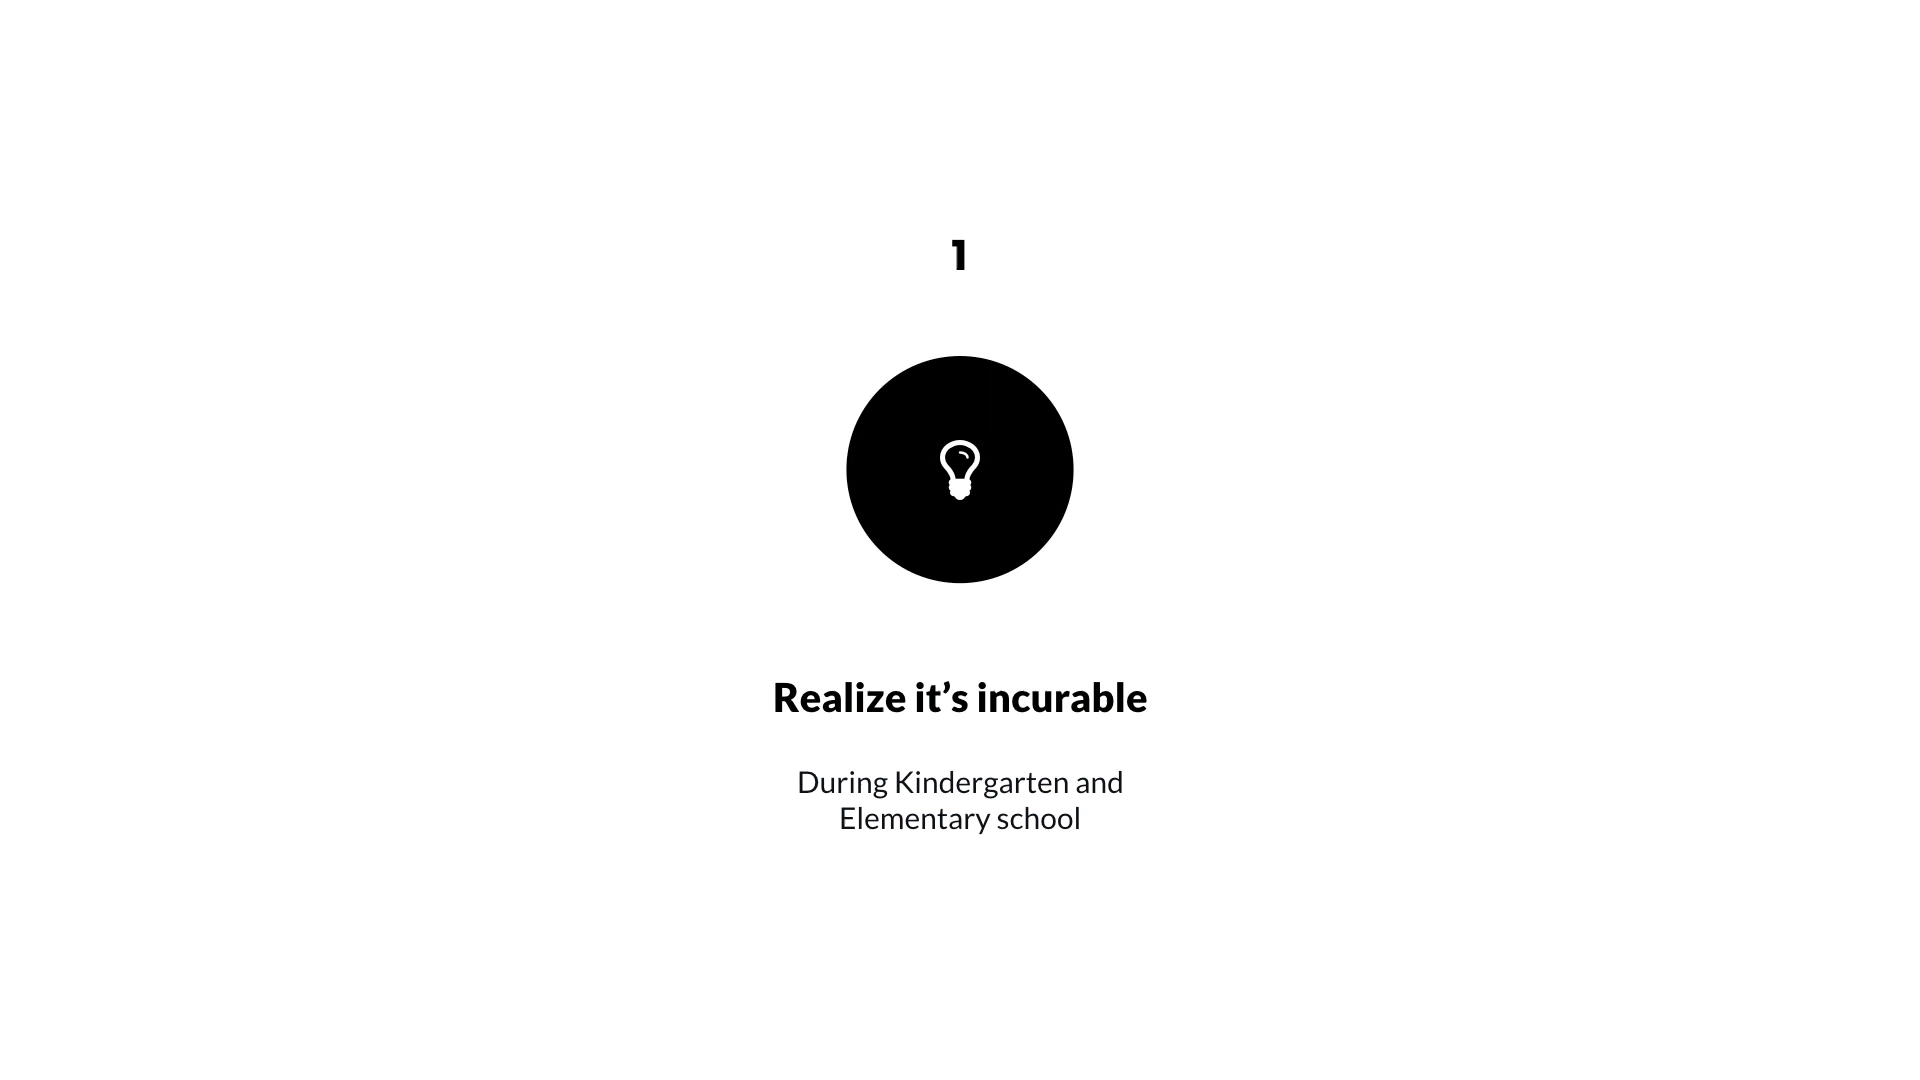 1
Realize it’s incurable
During Kindergarten and
Elementary school